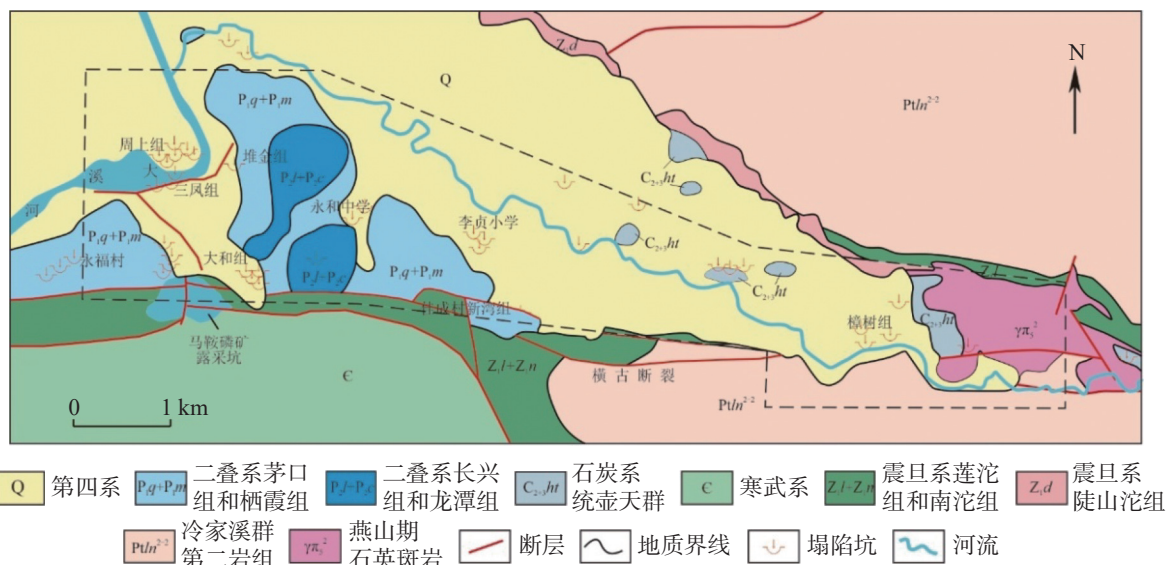 Z₁d
N
Q
Ptln²⁻²
P₁q+P₁m
周上组
堆金组
C₂₊₃ht
溪
大
P₂l+P₂c
三凤组
河
永和中学
李贞小学
P₁q+P₁m
C₂₊₃ht
永福村
大和组
P₂l+P₂c
P₁q+P₁m
C₂₊₃ht
佳成村新湾组
樟树组
C₂₊₃ht
γπ₅²
马鞍磷矿
露采坑
Z₁l+Z₁n
横古断裂
Є
Ptln²⁻²
0 1 km
Q 第四系
P₁q+P₁m 二叠系茅口
组和栖霞组
P₂l+P₂c 二叠系长兴
组和龙潭组
C₂₊₃ht 石炭系
统壶天群
Є 寒武系
Z₁l+Z₁n 震旦系莲沱
组和南沱组
Z₁d 震旦系
陡山沱组
Ptln²⁻² 冷家溪群
第二岩组
γπ₅² 燕山期
石英斑岩
断层
地质界线
塌陷坑
河流